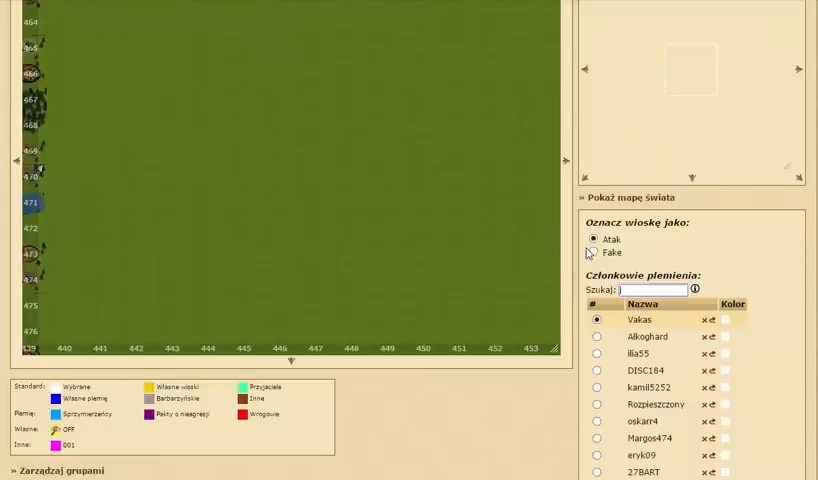 464
465
466
467
468
469
470
471
472
473
474
475
476
439 440 441 442 443 444 445 446 447 448 449 450 451 452 453
» Pokaż mapę świata
Oznacz wioskę jako:
Atak
Fake
Członkowie plemienia:
Szukaj:
# Nazwa Kolor
Vakas
Alkoghard
ilia55
DISC184
kamil5252
Rozpieszczony
oskarr4
Margos474
eryk09
27BART
Standard: Wybrane Własne wioski Przyjaciele
Własne plemię Barbarzyńskie Inne
Plemię: Sprzymierzeńcy Pakty o nieagresji Wrogowie
Własne: OFF
Inne: 001
» Zarządzaj grupami